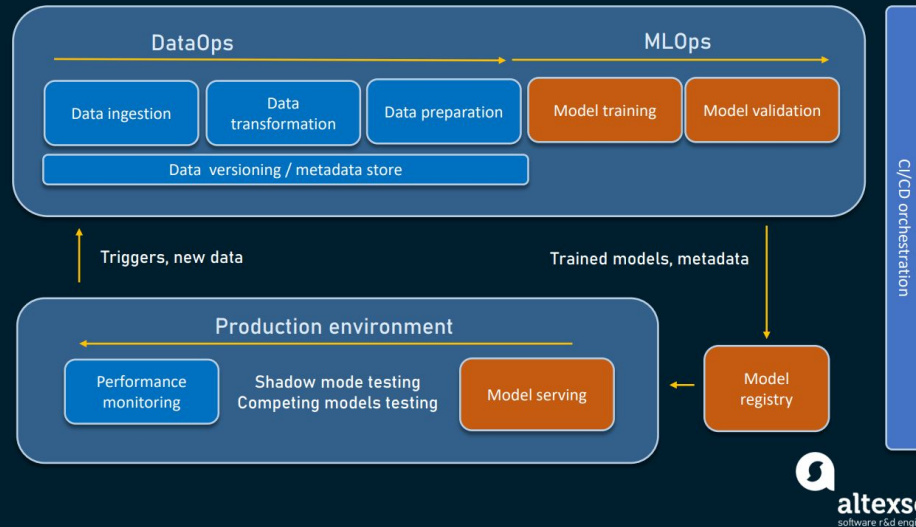 DataOps
MLOps
Data ingestion
Data
transformation
Data preparation
Model training
Model validation
Data versioning / metadata store
CI/CD orchestration
Triggers, new data
Trained models, metadata
Production environment
Performance
monitoring
Shadow mode testing
Competing models testing
Model serving
Model
registry
software r&d